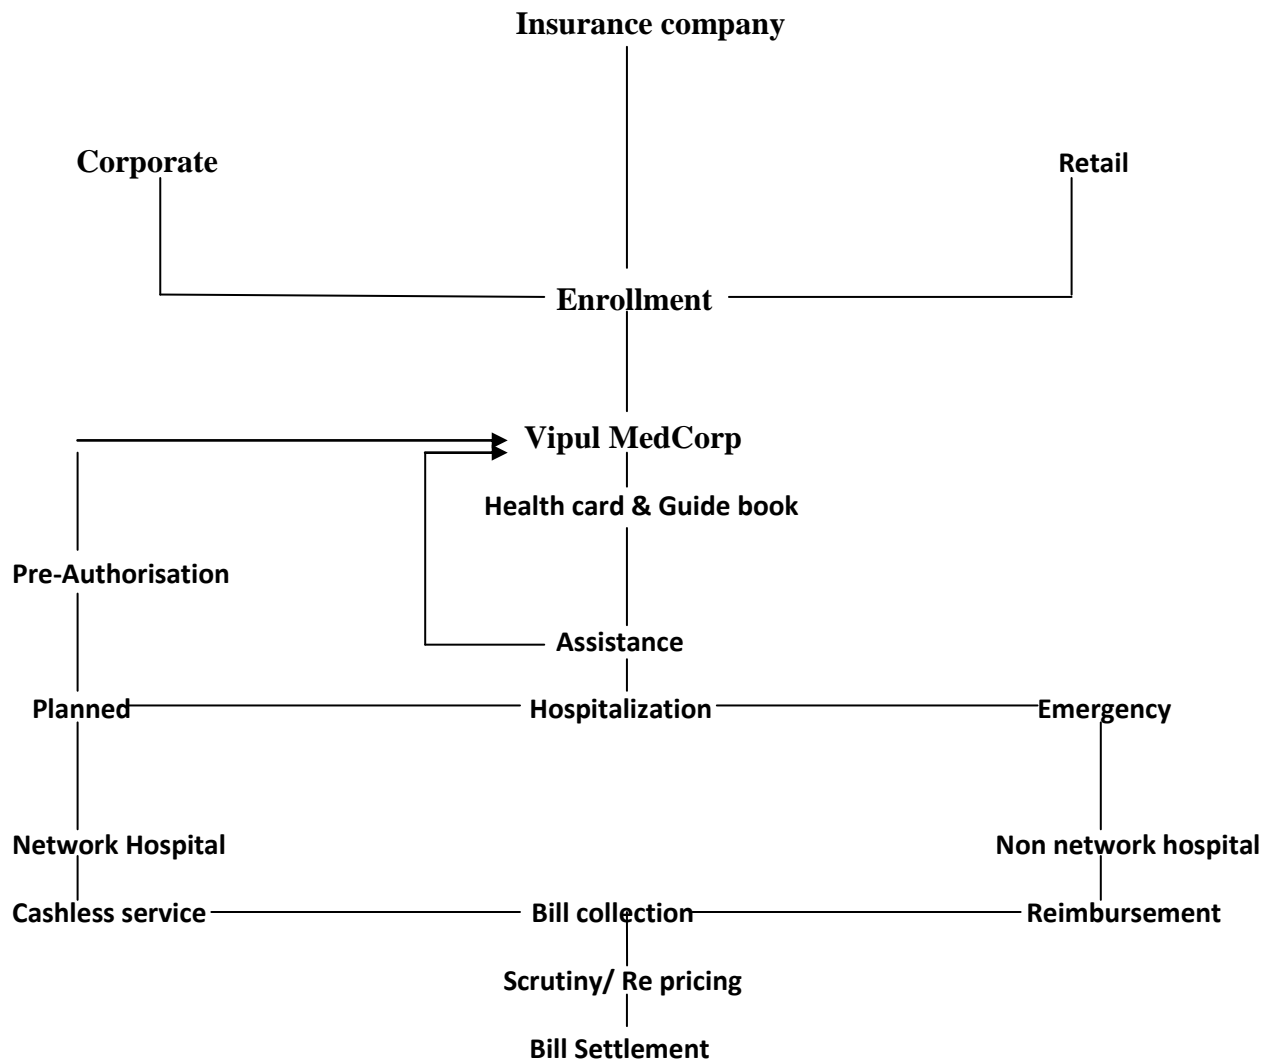 Insurance company
Corporate
Retail
Enrollment
Vipul MedCorp
Health card & Guide book
Pre-Authorisation
Assistance
Planned
Hospitalization
Emergency
Network Hospital
Non network hospital
Cashless service
Bill collection
Reimbursement
Scrutiny/ Re pricing
Bill Settlement